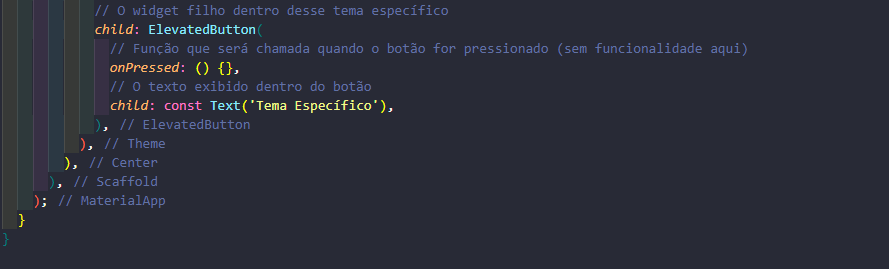 // O widget filho dentro desse tema específico
child: ElevatedButton(
// Função que será chamada quando o botão for pressionado (sem funcionalidade aqui)
onPressed: () {},
// O texto exibido dentro do botão
child: const Text('Tema Específico'),
), // ElevatedButton
), // Theme
), // Center
), // Scaffold
); // MaterialApp
}
}